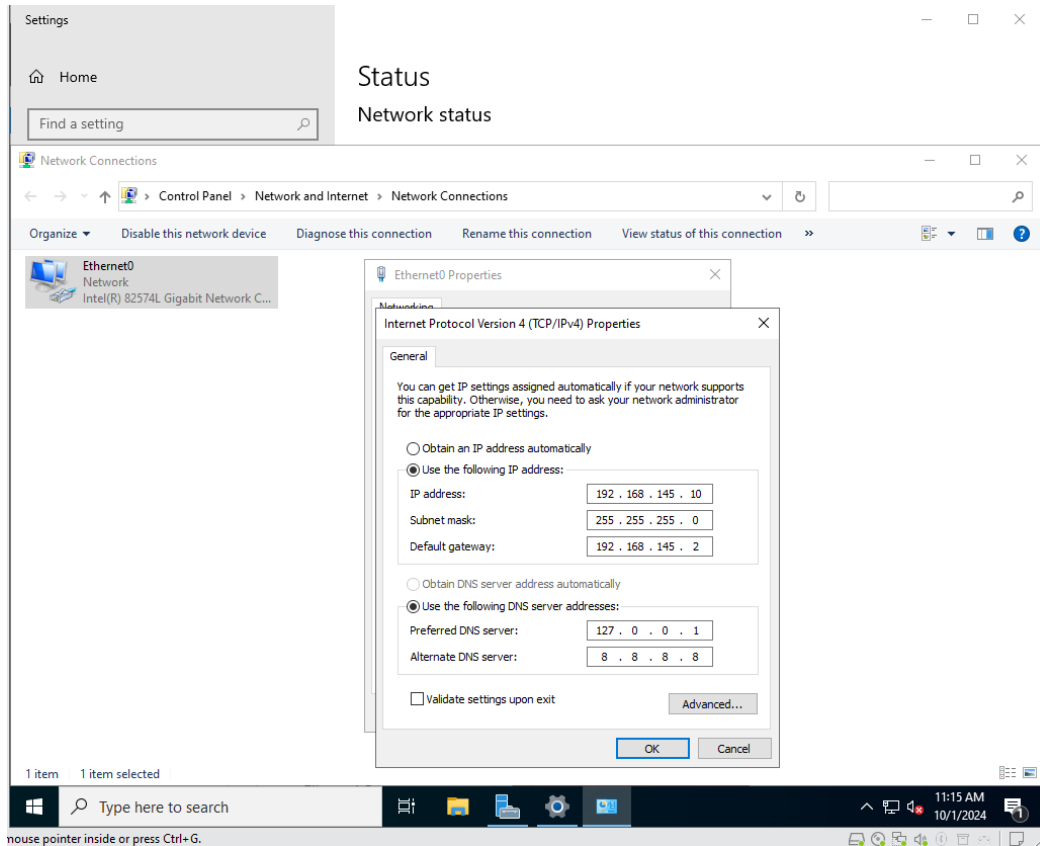 Settings
Home
Find a setting
Status
Network status
Network Connections
Control Panel > Network and Internet > Network Connections
Organize Disable this network device Diagnose this connection Rename this connection View status of this connection »
Ethernet0
Network
Intel(R) 82574L Gigabit Network C...
Ethernet0 Properties
Networking
Internet Protocol Version 4 (TCP/IPv4) Properties
General
You can get IP settings assigned automatically if your network supports
this capability. Otherwise, you need to ask your network administrator
for the appropriate IP settings.
Obtain an IP address automatically
Use the following IP address:
IP address: 192 . 168 . 145 . 10
Subnet mask: 255 . 255 . 255 . 0
Default gateway: 192 . 168 . 145 . 2
Obtain DNS server address automatically
Use the following DNS server addresses:
Preferred DNS server: 127 . 0 . 0 . 1
Alternate DNS server: 8 . 8 . 8 . 8
Validate settings upon exit
Advanced...
OK Cancel
1 item 1 item selected
Type here to search
11:15 AM
10/1/2024
1
mouse pointer inside or press Ctrl+G.